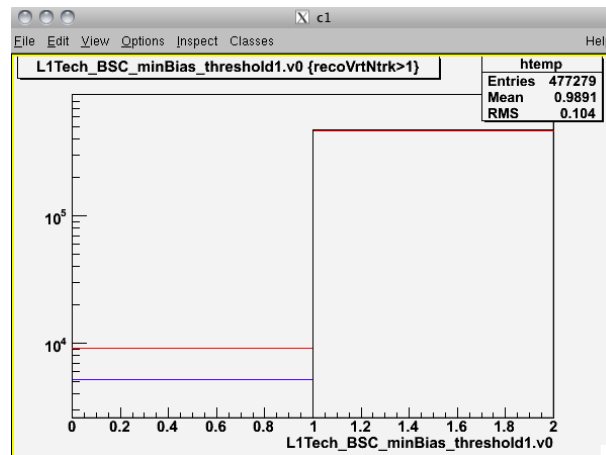 X c1
File Edit View Options Inspect Classes Hel
L1Tech_BSC_minBias_threshold1.v0 {recoVrtNtrk>1}
htemp
Entries 477279
Mean 0.9891
RMS 0.104
10^5
10^4
0 0.2 0.4 0.6 0.8 1 1.2 1.4 1.6 1.8 2
L1Tech_BSC_minBias_threshold1.v0